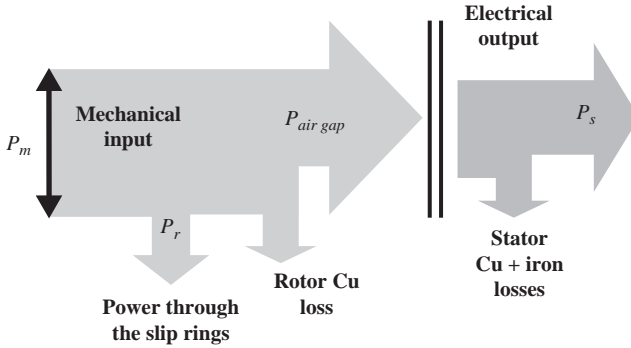 Electrical
output
Mechanical
input
P_m
P_air gap
P_s
P_r
Stator
Cu + iron
losses
Rotor Cu
loss
Power through
the slip rings